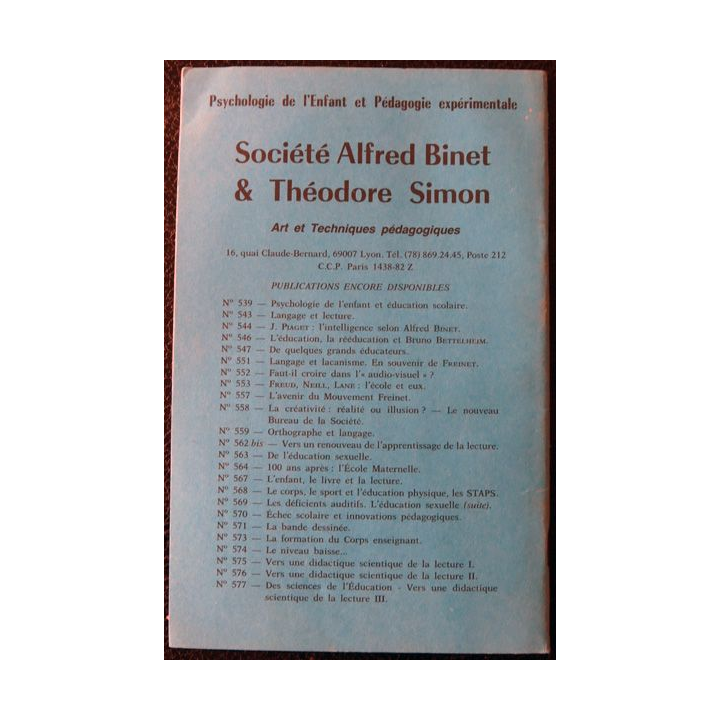 Psychologie de l'Enfant et Pédagogie expérimentale
Société Alfred Binet
& Théodore Simon
Art et Techniques pédagogiques
16, quai Claude-Bernard, 69007 Lyon. Tél. (78) 869.24.45, Poste 212
C.C.P. Paris 1438-82 Z
PUBLICATIONS ENCORE DISPONIBLES
N° 539 — Psychologie de l'enfant et éducation scolaire.
N° 543 — Langage et lecture.
N° 544 — J. PIAGET : l'intelligence selon Alfred BINET.
N° 546 — L'éducation, la rééducation et Bruno BETTELHEIM.
N° 547 — De quelques grands éducateurs.
N° 551 — Langage et lacanisme. En souvenir de FREINET.
N° 552 — Faut-il croire dans l'« audio-visuel » ?
N° 553 — FREUD, NEILL, LANE : l'école et eux.
N° 557 — L'avenir du Mouvement Freinet.
N° 558 — La créativité : réalité ou illusion ? — Le nouveau
Bureau de la Société.
N° 559 — Orthographe et langage.
N° 562 bis — Vers un renouveau de l'apprentissage de la lecture.
N° 563 — De l'éducation sexuelle.
N° 564 — 100 ans après : l'École Maternelle.
N° 567 — L'enfant, le livre et la lecture.
N° 568 — Le corps, le sport et l'éducation physique, les STAPS.
N° 569 — Les déficients auditifs. L'éducation sexuelle (suite).
N° 570 — Échec scolaire et innovations pédagogiques.
N° 571 — La bande dessinée.
N° 573 — La formation du Corps enseignant.
N° 574 — Le niveau baisse...
N° 575 — Vers une didactique scientifique de la lecture I.
N° 576 — Vers une didactique scientifique de la lecture II.
N° 577 — Des sciences de l'Éducation - Vers une didactique
scientifique de la lecture III.